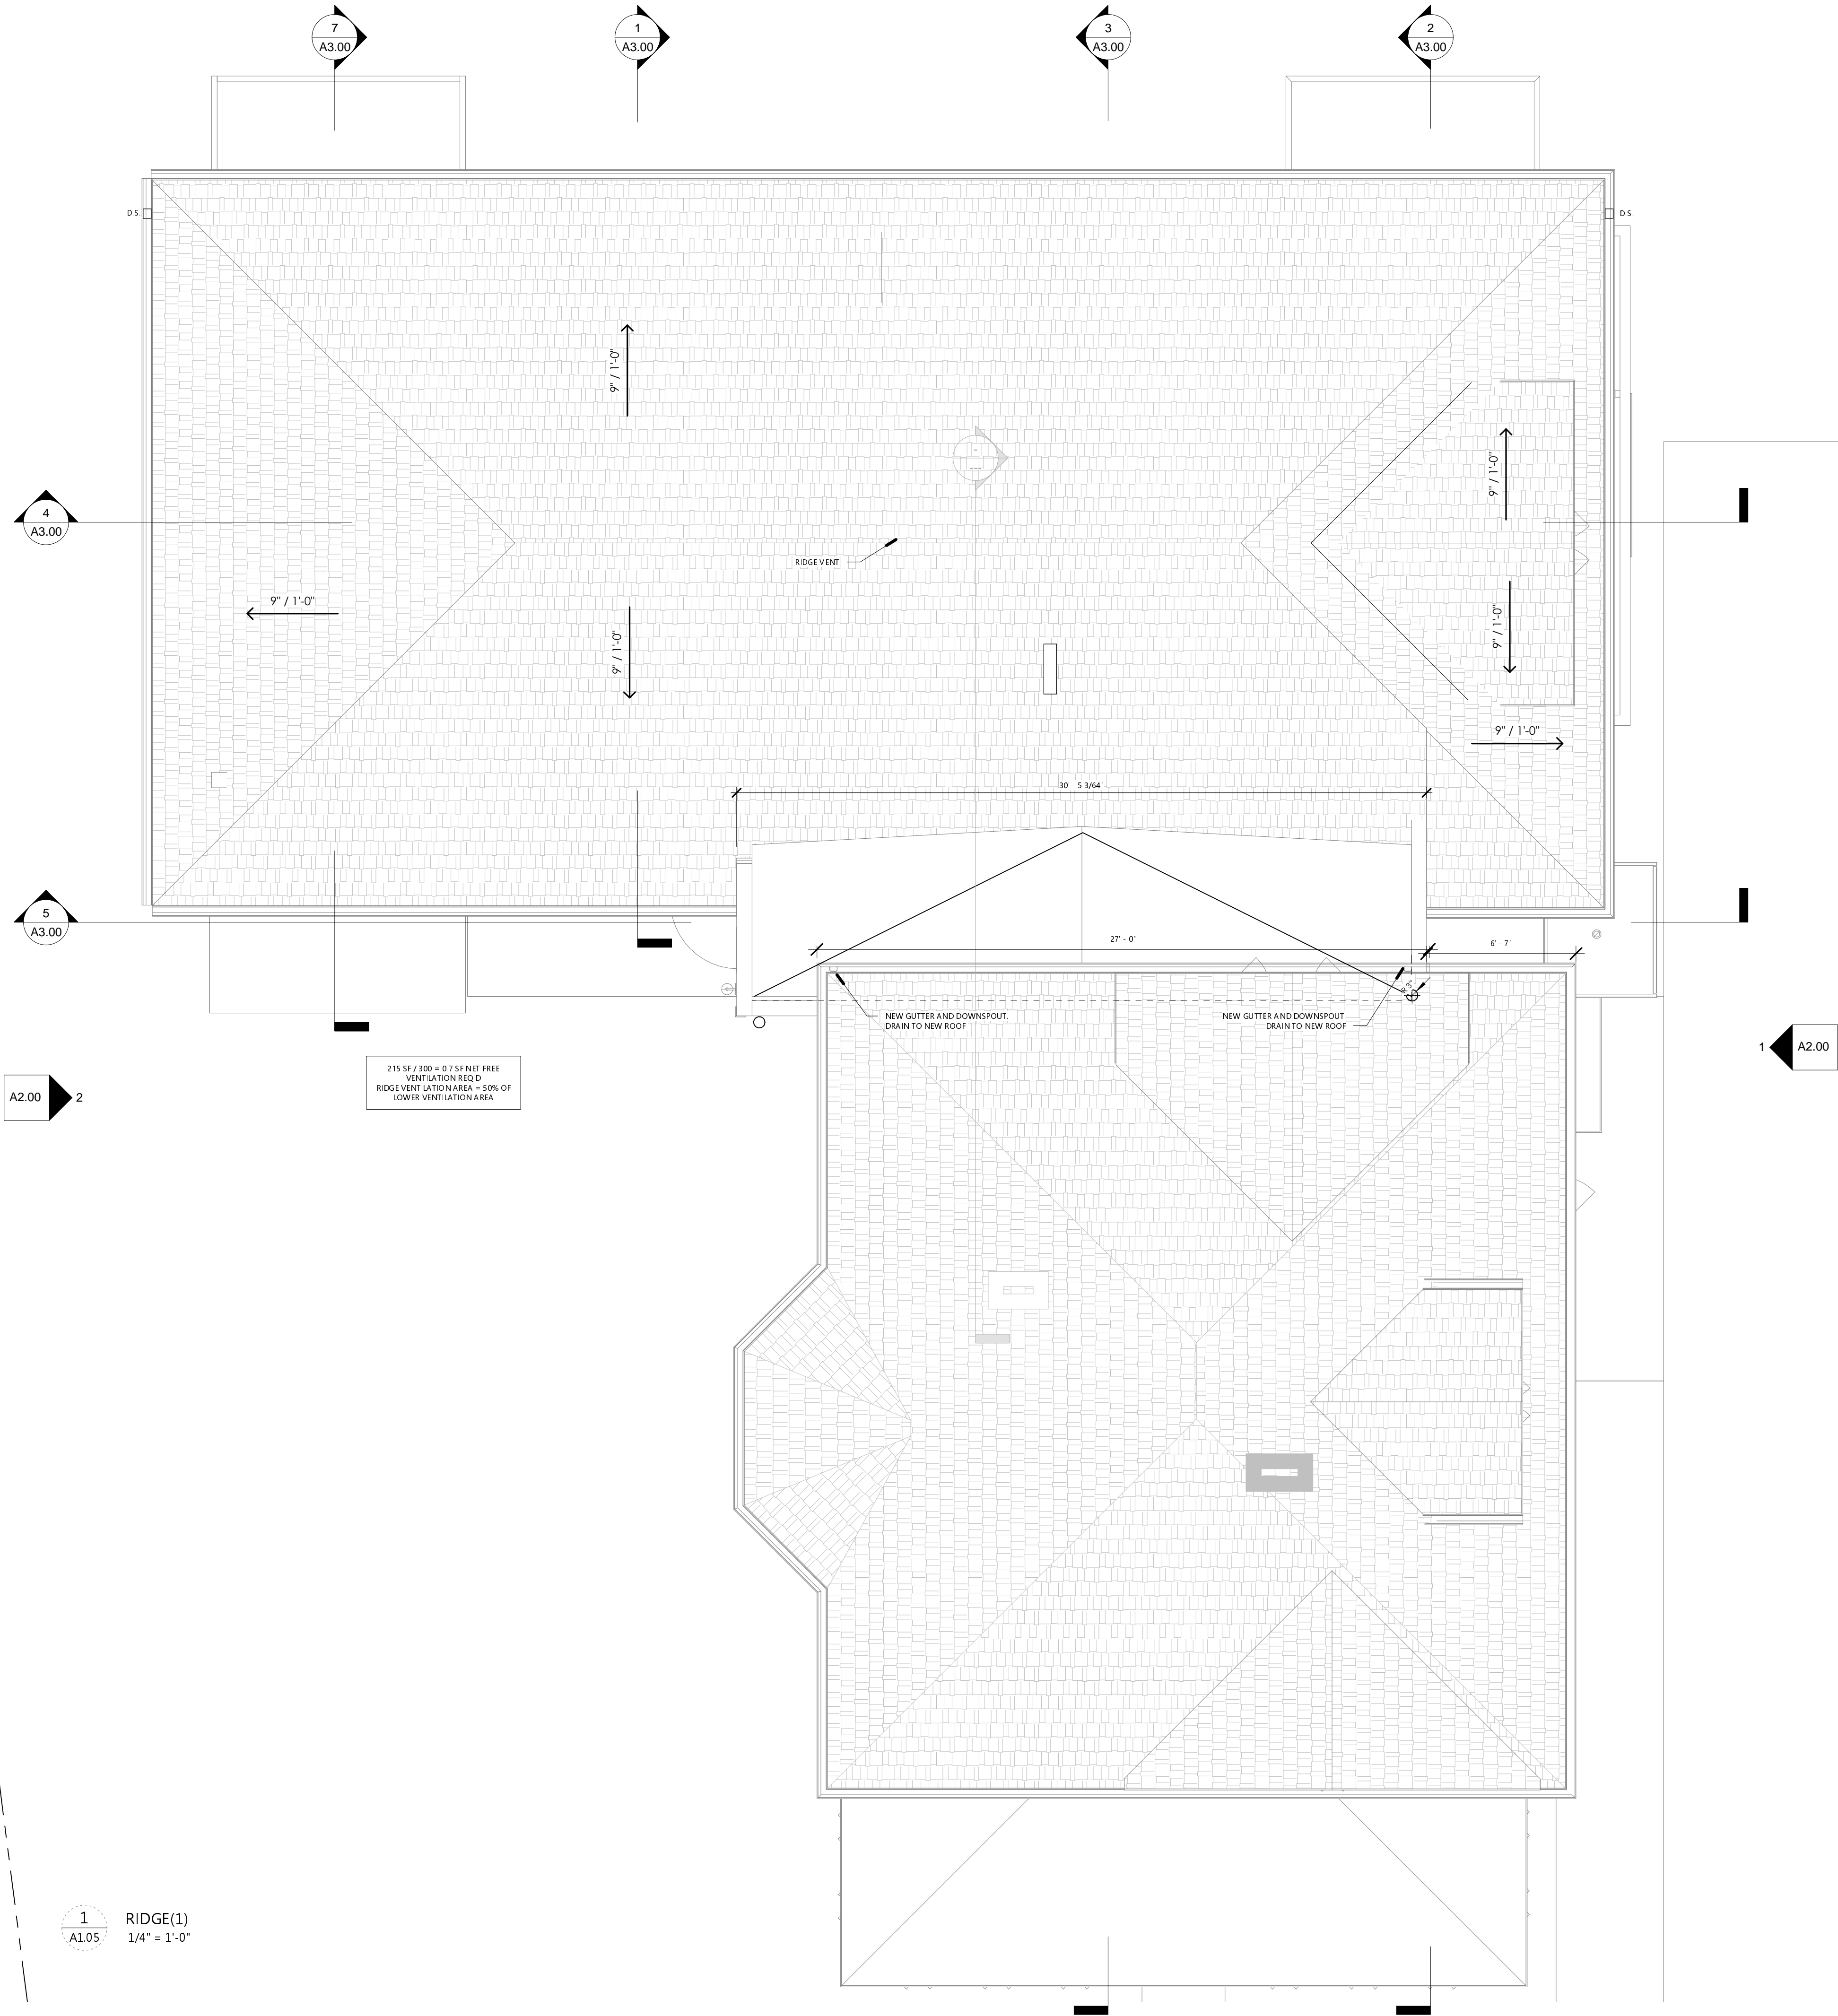 7
A3.00
1
A3.00
3
A3.00
2
A3.00
D.S.
D.S.
9" / 1'-0"
9" / 1'-0"
-
---
4
A3.00
RIDGE VENT
9" / 1'-0"
9" / 1'-0"
9" / 1'-0"
9" / 1'-0"
30' - 5 3/64"
5
A3.00
27' - 0"
6' - 7"
NEW GUTTER AND DOWNSPOUT.
DRAIN TO NEW ROOF
NEW GUTTER AND DOWNSPOUT.
DRAIN TO NEW ROOF
1
A2.00
215 SF / 300 = 0.7 SF NET FREE
VENTILATION REQ'D
RIDGE VENTILATION AREA = 50% OF
LOWER VENTILATION AREA
A2.00
2
1
A1.05
RIDGE(1)
1/4" = 1'-0"